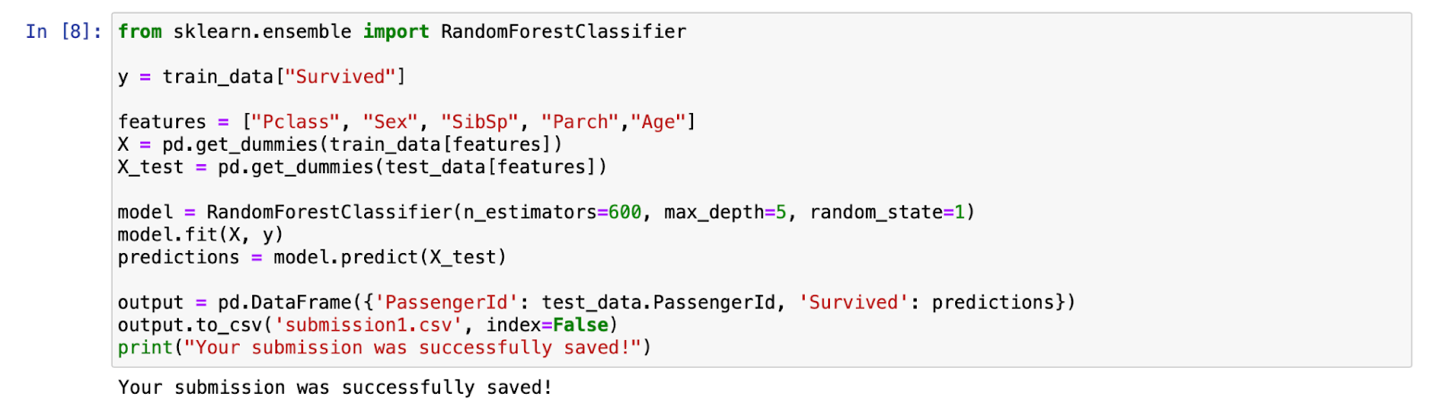 In [8]: from sklearn.ensemble import RandomForestClassifier
y = train_data["Survived"]
features = ["Pclass", "Sex", "SibSp", "Parch","Age"]
X = pd.get_dummies(train_data[features])
X_test = pd.get_dummies(test_data[features])
model = RandomForestClassifier(n_estimators=600, max_depth=5, random_state=1)
model.fit(X, y)
predictions = model.predict(X_test)
output = pd.DataFrame({'PassengerId': test_data.PassengerId, 'Survived': predictions})
output.to_csv('submission1.csv', index=False)
print("Your submission was successfully saved!")
Your submission was successfully saved!